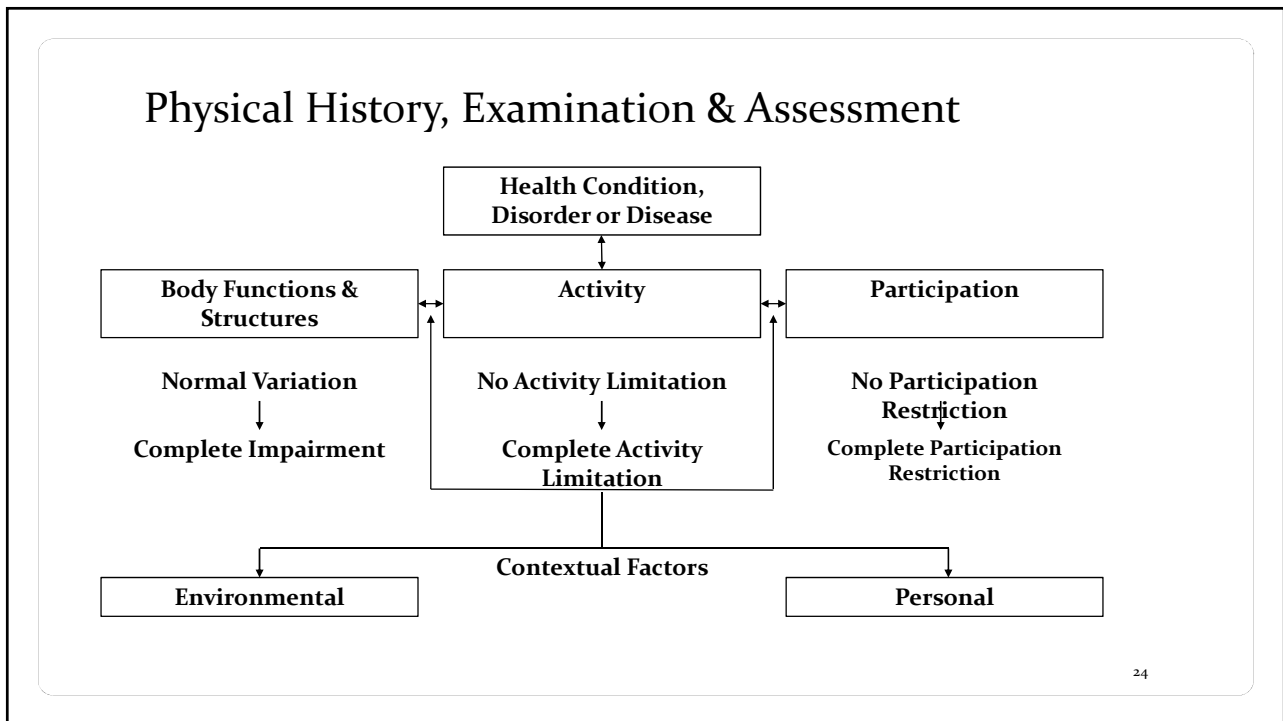 Physical History, Examination & Assessment
Health Condition,
Disorder or Disease
Body Functions &
Structures
Activity
Participation
Normal Variation
No Activity Limitation
No Participation
Restriction
Complete Impairment
Complete Activity
Limitation
Complete Participation
Restriction
Contextual Factors
Environmental
Personal
24